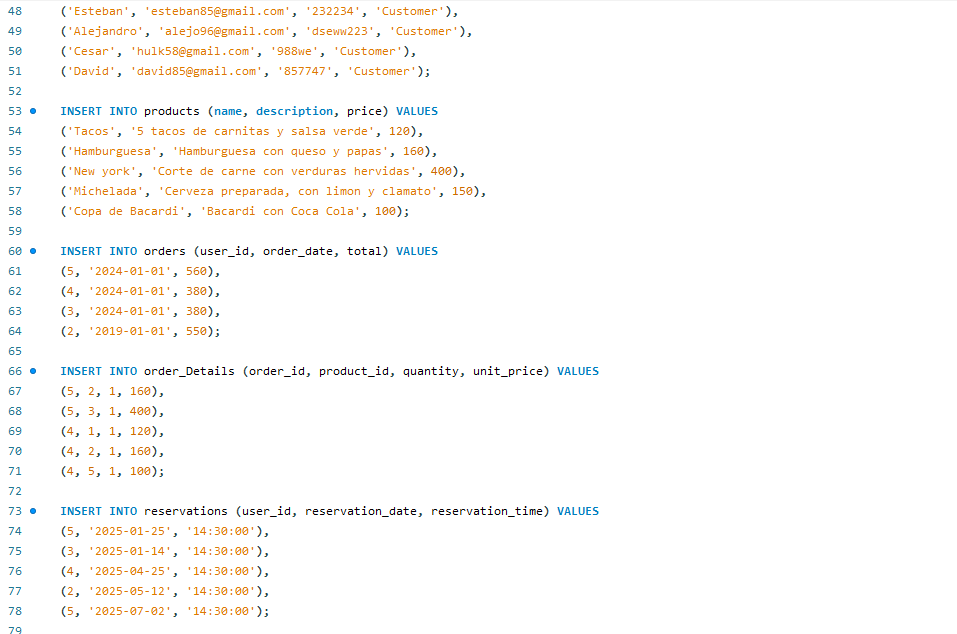 48 ('Esteban', 'esteban85@gmail.com', '232234', 'Customer'),
49 ('Alejandro', 'alejo96@gmail.com', 'dseww223', 'Customer'),
50 ('Cesar', 'hulk58@gmail.com', '988we', 'Customer'),
51 ('David', 'david85@gmail.com', '857747', 'Customer');
52
53 INSERT INTO products (name, description, price) VALUES
54 ('Tacos', '5 tacos de carnitas y salsa verde', 120),
55 ('Hamburguesa', 'Hamburguesa con queso y papas', 160),
56 ('New york', 'Corte de carne con verduras hervidas', 400),
57 ('Michelada', 'Cerveza preparada, con limon y clamato', 150),
58 ('Copa de Bacardi', 'Bacardi con Coca Cola', 100);
59
60 INSERT INTO orders (user_id, order_date, total) VALUES
61 (5, '2024-01-01', 560),
62 (4, '2024-01-01', 380),
63 (3, '2024-01-01', 380),
64 (2, '2019-01-01', 550);
65
66 INSERT INTO order_Details (order_id, product_id, quantity, unit_price) VALUES
67 (5, 2, 1, 160),
68 (5, 3, 1, 400),
69 (4, 1, 1, 120),
70 (4, 2, 1, 160),
71 (4, 5, 1, 100);
72
73 INSERT INTO reservations (user_id, reservation_date, reservation_time) VALUES
74 (5, '2025-01-25', '14:30:00'),
75 (3, '2025-01-14', '14:30:00'),
76 (4, '2025-04-25', '14:30:00'),
77 (2, '2025-05-12', '14:30:00'),
78 (5, '2025-07-02', '14:30:00');
79